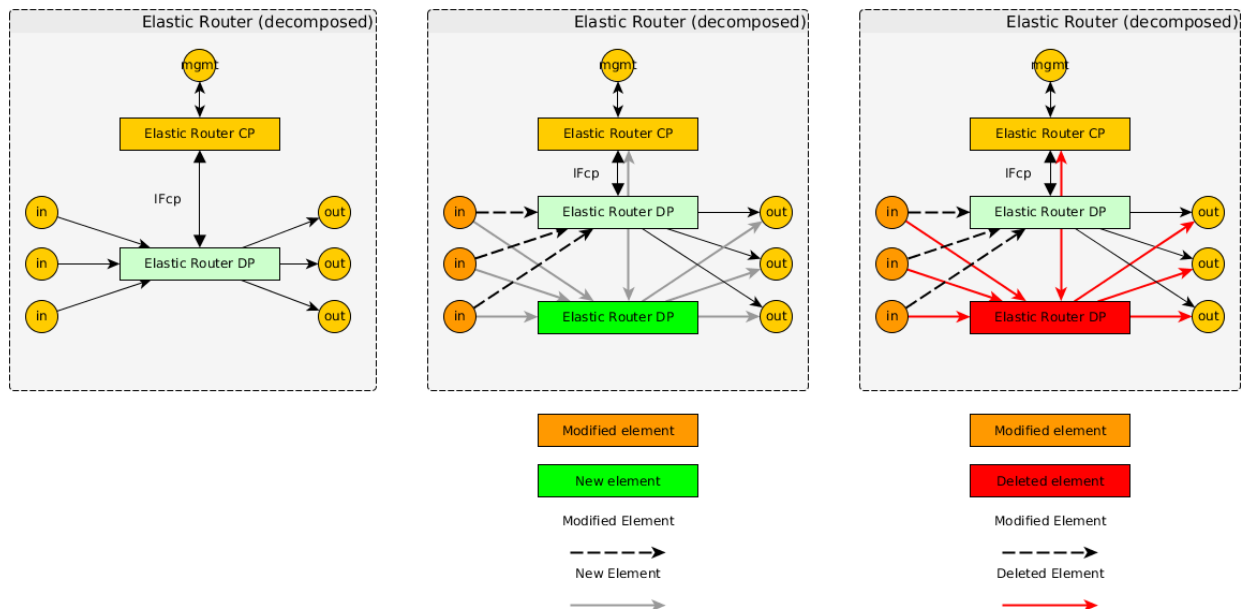 Elastic Router (decomposed)
mgmt
Elastic Router CP
IFcp
in
out
in
Elastic Router DP
out
in
out
Elastic Router (decomposed)
mgmt
Elastic Router CP
IFcp
in
Elastic Router DP
out
in
out
in
Elastic Router DP
out
Modified element
New element
Modified Element
New Element
Elastic Router (decomposed)
mgmt
Elastic Router CP
IFcp
in
Elastic Router DP
out
in
out
in
Elastic Router DP
out
Modified element
Deleted element
Modified Element
Deleted Element